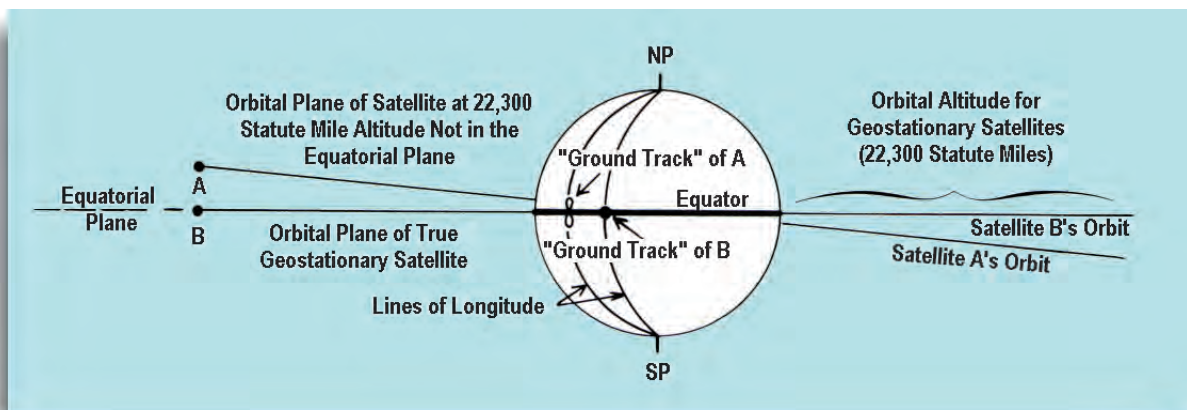 NP
Orbital Plane of Satellite at 22,300
Statute Mile Altitude Not in the
Equatorial Plane
Orbital Altitude for
Geostationary Satellites
(22,300 Statute Miles)
"Ground Track" of A
A
Equatorial
Plane
B
Equator
Orbital Plane of True
Geostationary Satellite
"Ground Track" of B
Satellite B's Orbit
Satellite A's Orbit
Lines of Longitude
SP